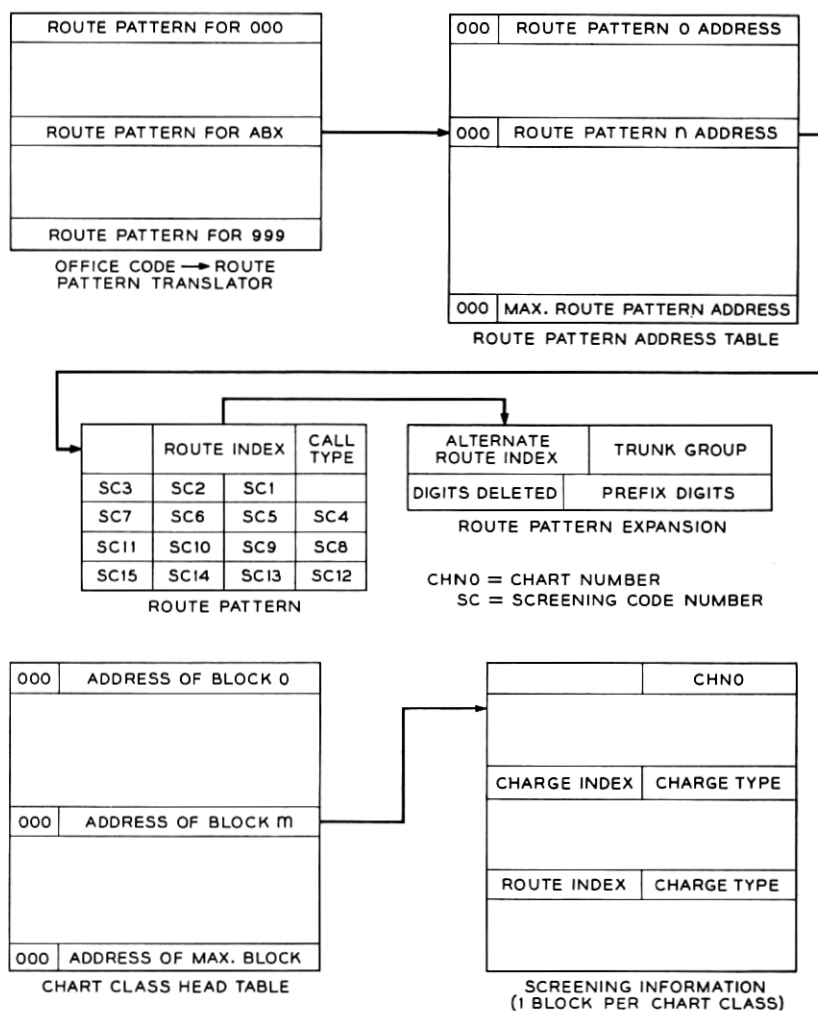 ROUTE PATTERN FOR 000
ROUTE PATTERN FOR ABX
ROUTE PATTERN FOR 999
OFFICE CODE → ROUTE
PATTERN TRANSLATOR
000 ROUTE PATTERN 0 ADDRESS
000 ROUTE PATTERN n ADDRESS
000 MAX. ROUTE PATTERN ADDRESS
ROUTE PATTERN ADDRESS TABLE
ROUTE INDEX CALL
TYPE
SC3 SC2 SC1
SC7 SC6 SC5 SC4
SC11 SC10 SC9 SC8
SC15 SC14 SC13 SC12
ROUTE PATTERN
ALTERNATE
ROUTE INDEX
TRUNK GROUP
DIGITS DELETED PREFIX DIGITS
ROUTE PATTERN EXPANSION
CHNO = CHART NUMBER
SC = SCREENING CODE NUMBER
000 ADDRESS OF BLOCK 0
000 ADDRESS OF BLOCK m
000 ADDRESS OF MAX. BLOCK
CHART CLASS HEAD TABLE
CHNO
CHARGE INDEX CHARGE TYPE
ROUTE INDEX CHARGE TYPE
SCREENING INFORMATION
(1 BLOCK PER CHART CLASS)